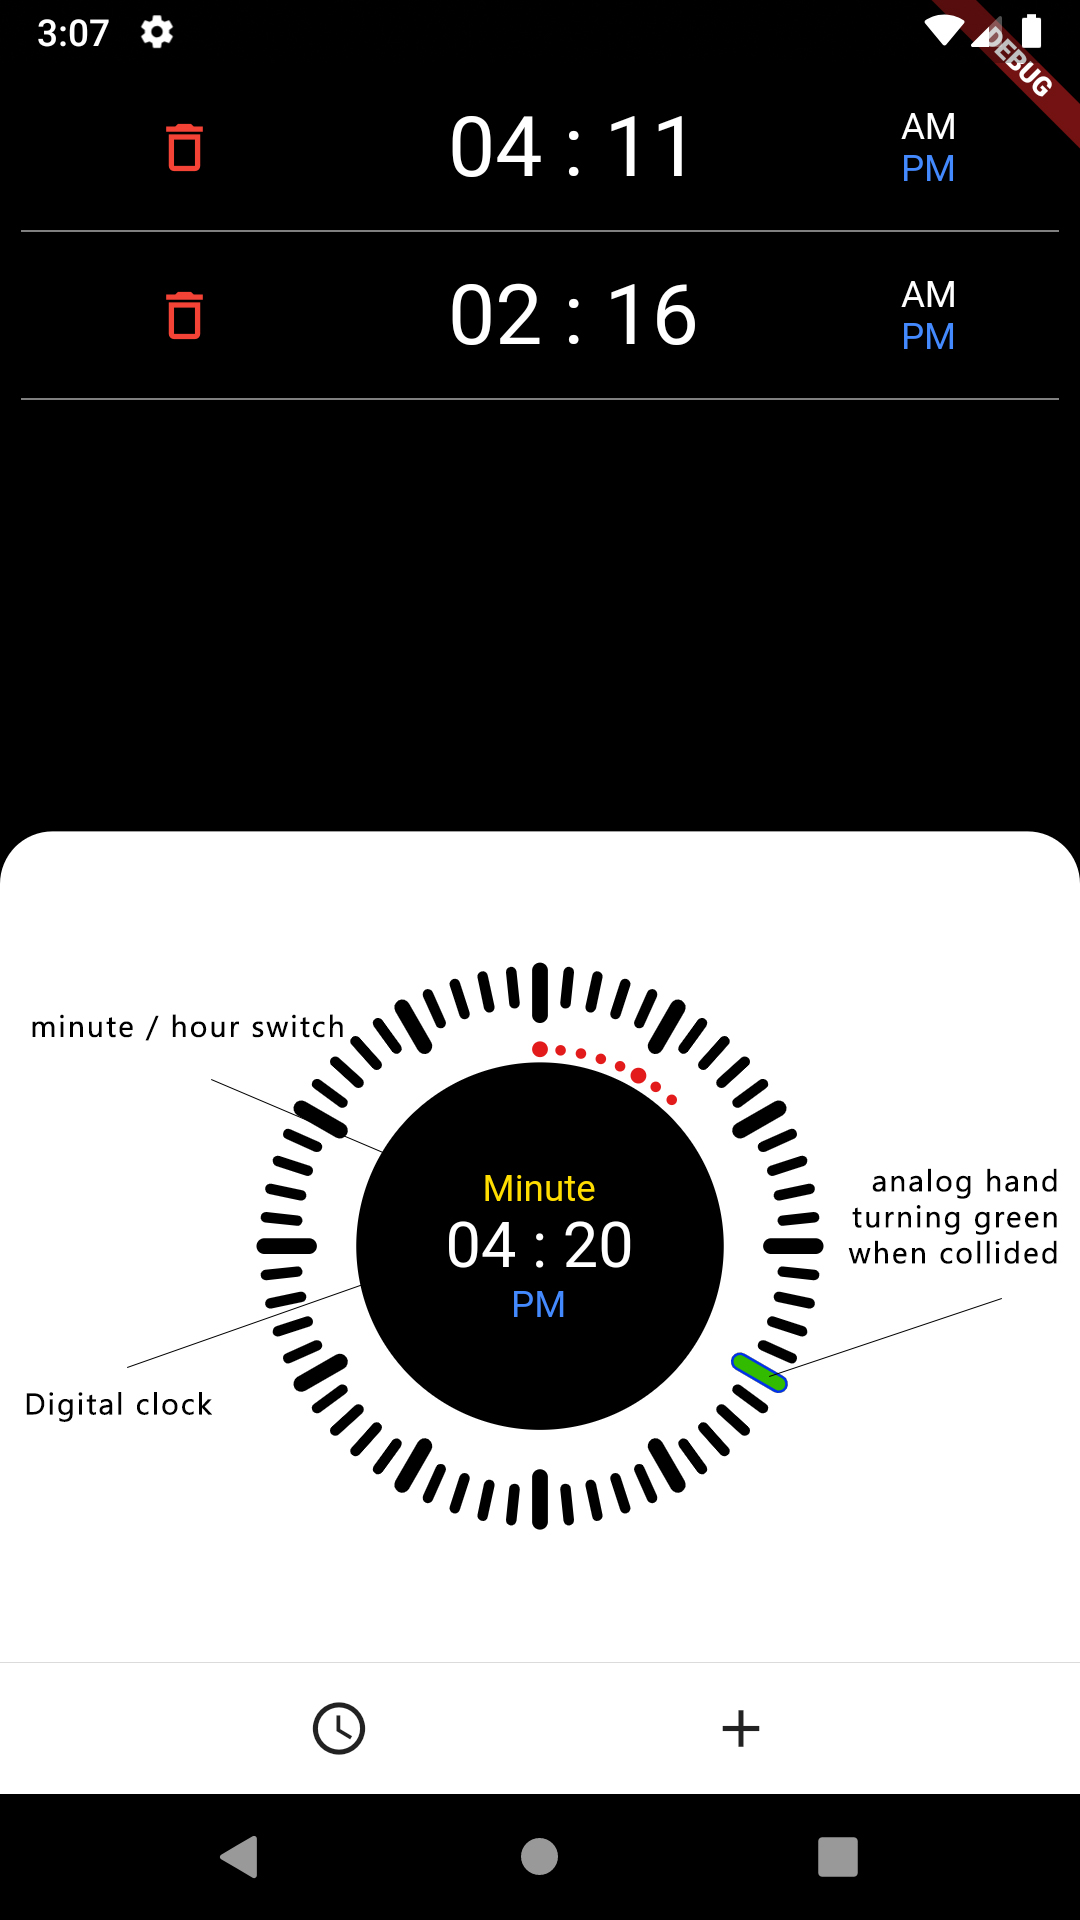 3:07
DEBUG
04 : 11
AM
PM
02 : 16
AM
PM
minute / hour switch
Minute
04 : 20
PM
analog hand
turning green
when collided
Digital clock